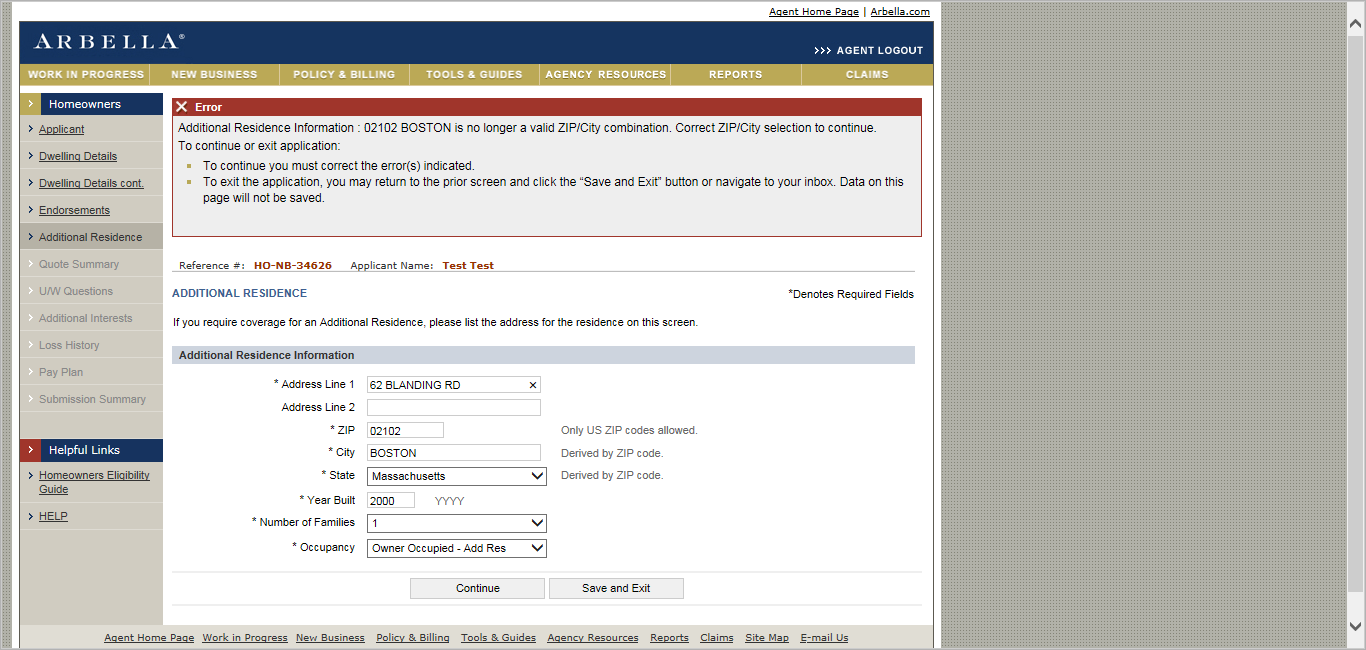 Agent Home Page | Arbella.com
ARBELLA®
>>> AGENT LOGOUT
WORK IN PROGRESS NEW BUSINESS POLICY & BILLING TOOLS & GUIDES AGENCY RESOURCES REPORTS CLAIMS
Homeowners
Applicant
Dwelling Details
Dwelling Details cont.
Endorsements
Additional Residence
Quote Summary
U/W Questions
Additional Interests
Loss History
Pay Plan
Submission Summary
Helpful Links
Homeowners Eligibility
Guide
HELP
Error
Additional Residence Information : 02102 BOSTON is no longer a valid ZIP/City combination. Correct ZIP/City selection to continue.
To continue or exit application:
To continue you must correct the error(s) indicated.
To exit the application, you may return to the prior screen and click the “Save and Exit” button or navigate to your inbox. Data on this
page will not be saved.
Reference #: HO-NB-34626 Applicant Name: Test Test
ADDITIONAL RESIDENCE
*Denotes Required Fields
If you require coverage for an Additional Residence, please list the address for the residence on this screen.
Additional Residence Information
* Address Line 1 62 BLANDING RD
Address Line 2
* ZIP 02102 Only US ZIP codes allowed.
* City BOSTON Derived by ZIP code.
* State Massachusetts Derived by ZIP code.
* Year Built 2000 YYYY
* Number of Families 1
* Occupancy Owner Occupied - Add Res
Continue Save and Exit
Agent Home Page Work in Progress New Business Policy & Billing Tools & Guides Agency Resources Reports Claims Site Map E-mail Us